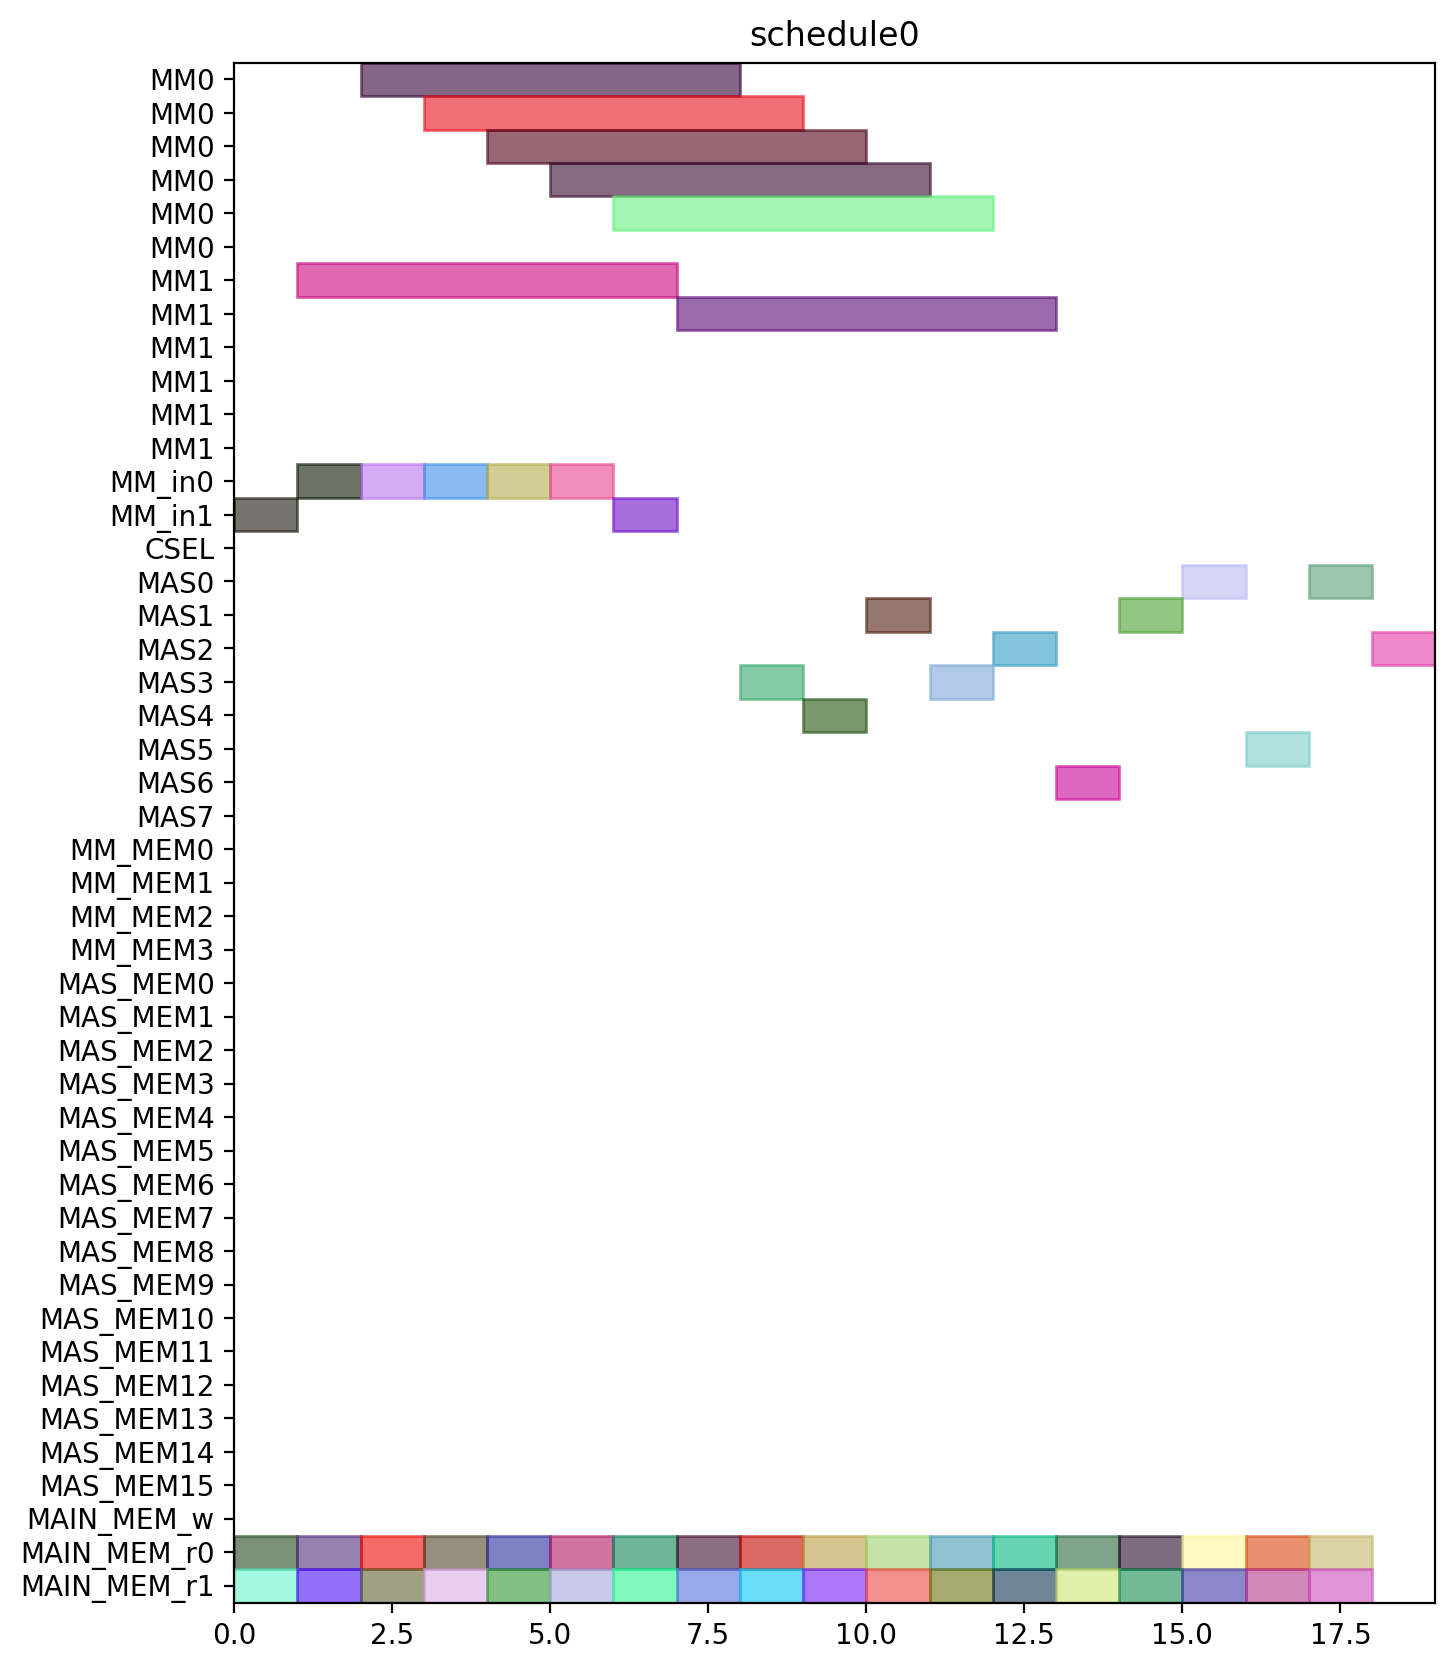 schedule0
MM0
MM0
MM0
MM0
MM0
MM0
MM1
MM1
MM1
MM1
MM1
MM1
MM_in0
MM_in1
CSEL
MAS0
MAS1
MAS2
MAS3
MAS4
MAS5
MAS6
MAS7
MM_MEM0
MM_MEM1
MM_MEM2
MM_MEM3
MAS_MEM0
MAS_MEM1
MAS_MEM2
MAS_MEM3
MAS_MEM4
MAS_MEM5
MAS_MEM6
MAS_MEM7
MAS_MEM8
MAS_MEM9
MAS_MEM10
MAS_MEM11
MAS_MEM12
MAS_MEM13
MAS_MEM14
MAS_MEM15
MAIN_MEM_w
MAIN_MEM_r0
MAIN_MEM_r1
0.0 2.5 5.0 7.5 10.0 12.5 15.0 17.5